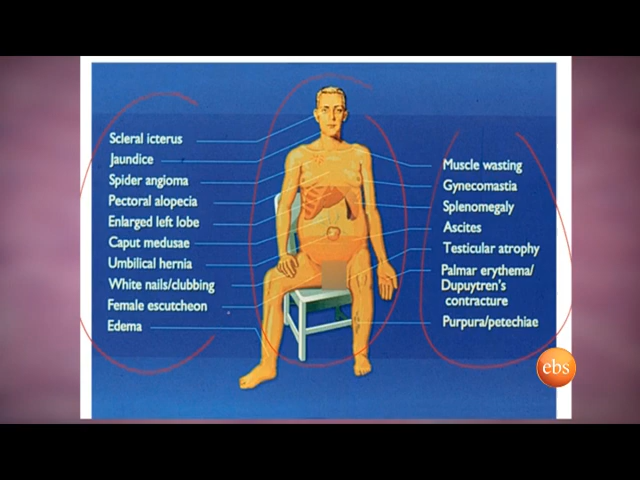 Scleral icterus
Jaundice
Spider angioma
Pectoral alopecia
Enlarged left lobe
Caput medusae
Umbilical hernia
White nails/clubbing
Female escutcheon
Edema
Muscle wasting
Gynecomastia
Splenomegaly
Ascites
Testicular atrophy
Palmar erythema/
Dupuytren's
contracture
Purpura/petechiae
ebs